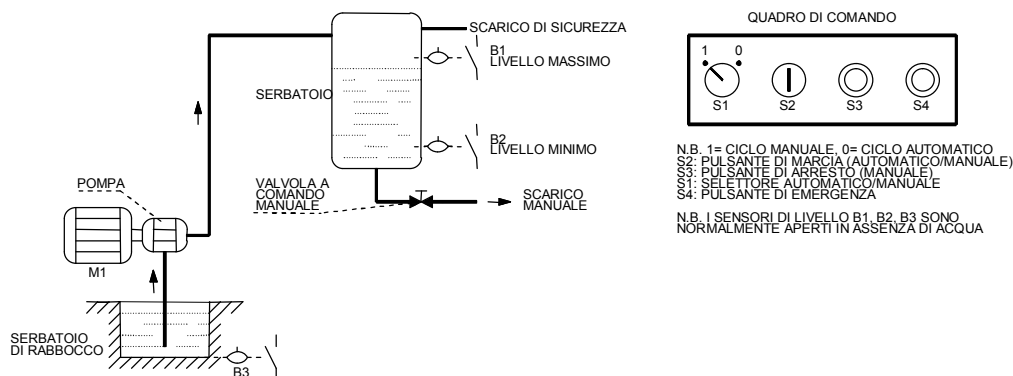 SCARICO DI SICUREZZA
B1
LIVELLO MASSIMO
SERBATOIO
B2
LIVELLO MINIMO
VALVOLA A
COMANDO
MANUALE
SCARICO
MANUALE
POMPA
M1
SERBATOIO
DI RABBOCCO
B3
QUADRO DI COMANDO
1 0
S1 S2 S3 S4
N.B. 1= CICLO MANUALE, 0= CICLO AUTOMATICO
S2: PULSANTE DI MARCIA (AUTOMATICO/MANUALE)
S3: PULSANTE DI ARRESTO (MANUALE)
S1: SELETTORE AUTOMATICO/MANUALE
S4: PULSANTE DI EMERGENZA
N.B. I SENSORI DI LIVELLO B1, B2, B3 SONO
NORMALMENTE APERTI IN ASSENZA DI ACQUA